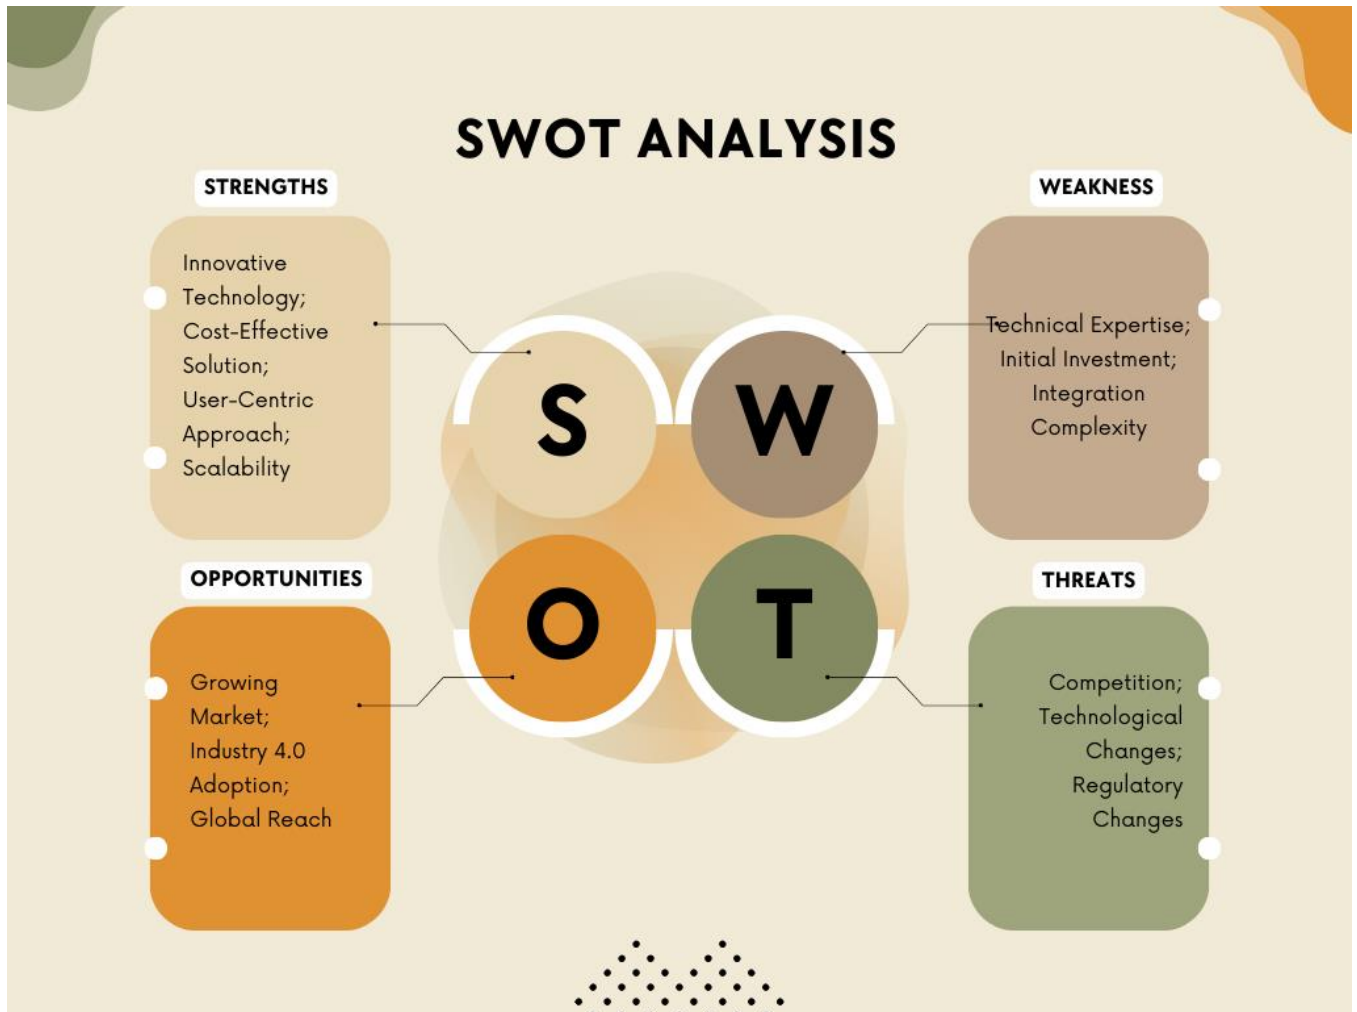 SWOT ANALYSIS
STRENGTHS
Innovative
Technology;
Cost-Effective
Solution;
User-Centric
Approach;
Scalability
WEAKNESS
Technical Expertise;
Initial Investment;
Integration
Complexity
S
W
O
T
OPPORTUNITIES
Growing
Market;
Industry 4.0
Adoption;
Global Reach
THREATS
Competition;
Technological
Changes;
Regulatory
Changes